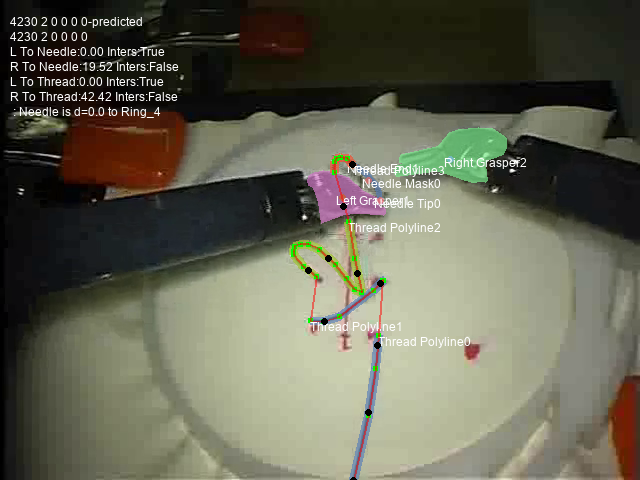 4230 2 0 0 0 0-predicted
4230 2 0 0 0 0
L To Needle:0.00 Inters:True
R To Needle:19.52 Inters:False
L To Thread:0.00 Inters:True
R To Thread:42.42 Inters:False
: Needle is d=0.0 to Ring_4
Right Grasper2
Thread Polyline3
Needle Mask0
Left Grasper1
Needle Tip0
Thread Polyline2
Thread Polyline1
Thread Polyline0